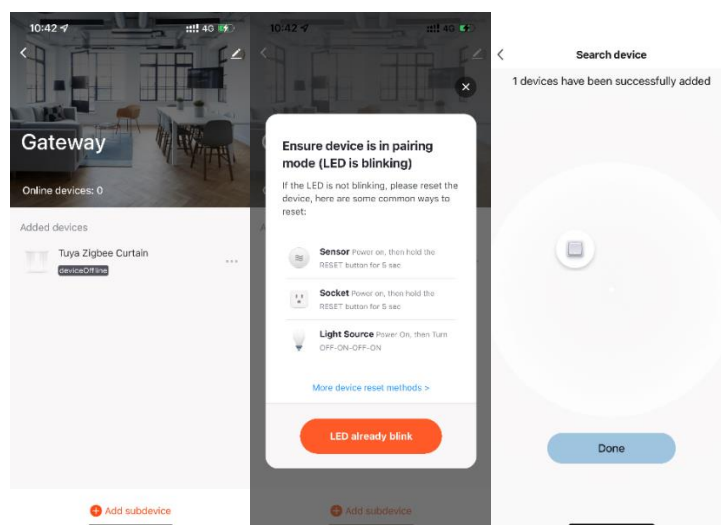 10:42
4G
Gateway
Online devices: 0
Added devices
Tuya Zigbee Curtain
deviceOffline
Add subdevice
10:42
4G
Ensure device is in pairing
mode (LED is blinking)
If the LED is not blinking, please reset the
device, here are some common ways to
reset:
Sensor Power on, then hold the
RESET button for 5 sec
Socket Power on, then hold the
RESET button for 5 sec
Light Source Power On, then Turn
OFF-ON-OFF-ON
More device reset methods >
LED already blink
Add subdevice
Search device
1 devices have been successfully added
Done